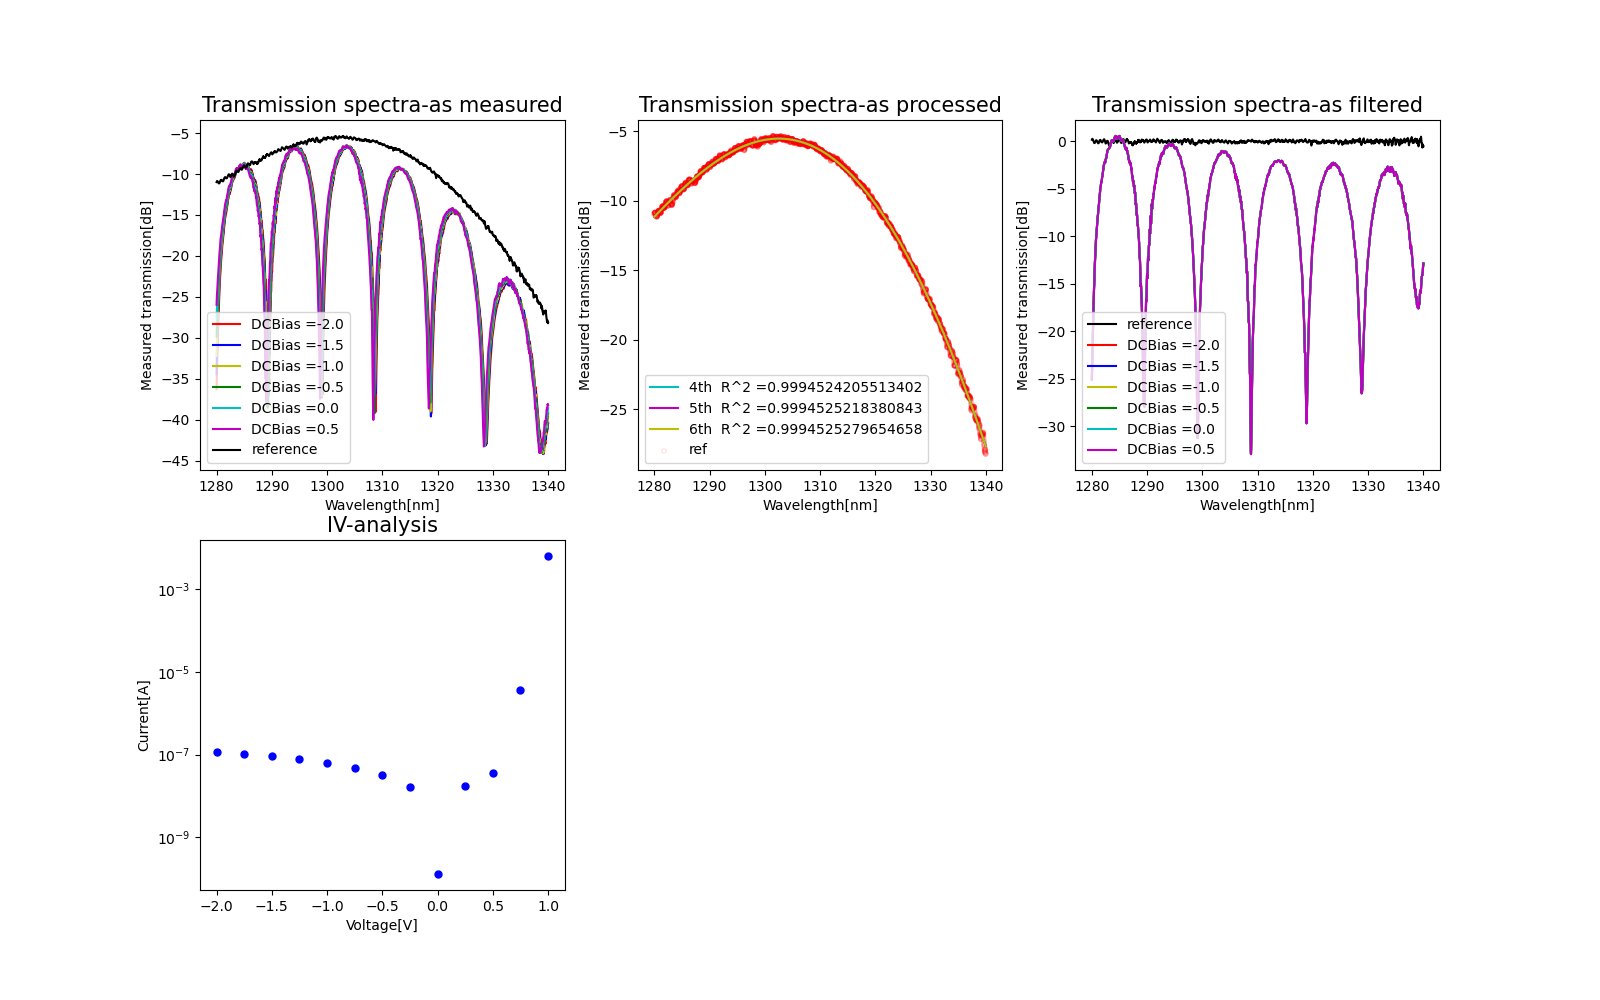 Transmission spectra-as measured
Measured transmission[dB]
−5
−10
−15
−20
−25
−30
−35
−40
−45
DCBias =-2.0
DCBias =-1.5
DCBias =-1.0
DCBias =-0.5
DCBias =0.0
DCBias =0.5
reference
1280 1290 1300 1310 1320 1330 1340
Wavelength[nm]
Transmission spectra-as processed
Measured transmission[dB]
−5
−10
−15
−20
−25
4th  R^2 =0.9994524205513402
5th  R^2 =0.9994525218380843
6th  R^2 =0.9994525279654658
ref
1280 1290 1300 1310 1320 1330 1340
Wavelength[nm]
Transmission spectra-as filtered
Measured transmission[dB]
0
−5
−10
−15
−20
−25
−30
reference
DCBias =-2.0
DCBias =-1.5
DCBias =-1.0
DCBias =-0.5
DCBias =0.0
DCBias =0.5
1280 1290 1300 1310 1320 1330 1340
Wavelength[nm]
IV-analysis
Current[A]
10⁻³
10⁻⁵
10⁻⁷
10⁻⁹
−2.0 −1.5 −1.0 −0.5 0.0 0.5 1.0
Voltage[V]